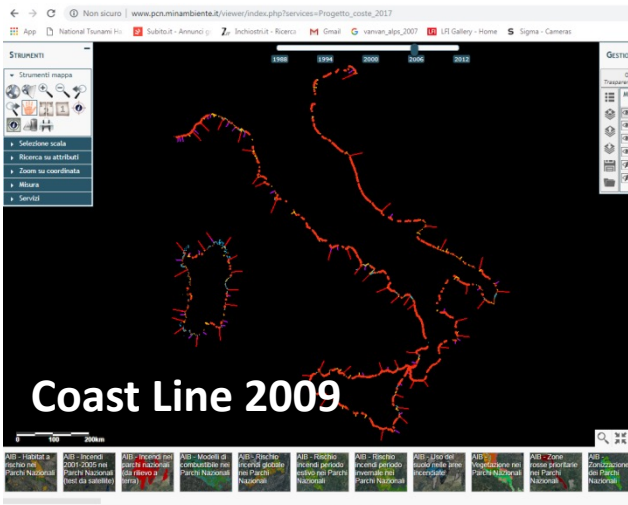 Non sicuro | www.pcn.minambiente.it/viewer/index.php?services=Progetto_coste_2017
App National Tsunami Ha Subito.it - Annunci g Inchiostri.it - Ricerca Gmail varivan_alps_2007 LFI Gallery - Home Sigma - Cameras
STRUMENTI
Strumenti mappa
Selezione scala
Ricerca su attributi
Zoom su coordinata
Misura
Servizi
1986 1994 2000 2006 2012
GESTIO
Traspare
Coast Line 2009
0 100 200km
AIB - Habitat a
rischio nei
Parchi Nazionali
AIB - Incendi
2001-2005 nei
Parchi Nazionali
(test da satellite)
AIB - Incendi nei
parchi nazionali
(da rilievo a
terra)
AIB - Modelli di
combustibile nei
Parchi Nazionali
AIB - Rischio
incendi globale
nei Parchi
Nazionali
AIB - Rischio
incendi periodo
estivo nei Parchi
Nazionali
AIB - Rischio
incendi periodo
invernale nei
Parchi Nazionali
AIB - Uso del
suolo nelle aree
incendiate
AIB -
Vegetazione nei
Parchi Nazionali
AIB - Zone
rosse prioritarie
nei Parchi
Nazionali
AIB -
Zonizzazione
dei Parchi
Nazionali